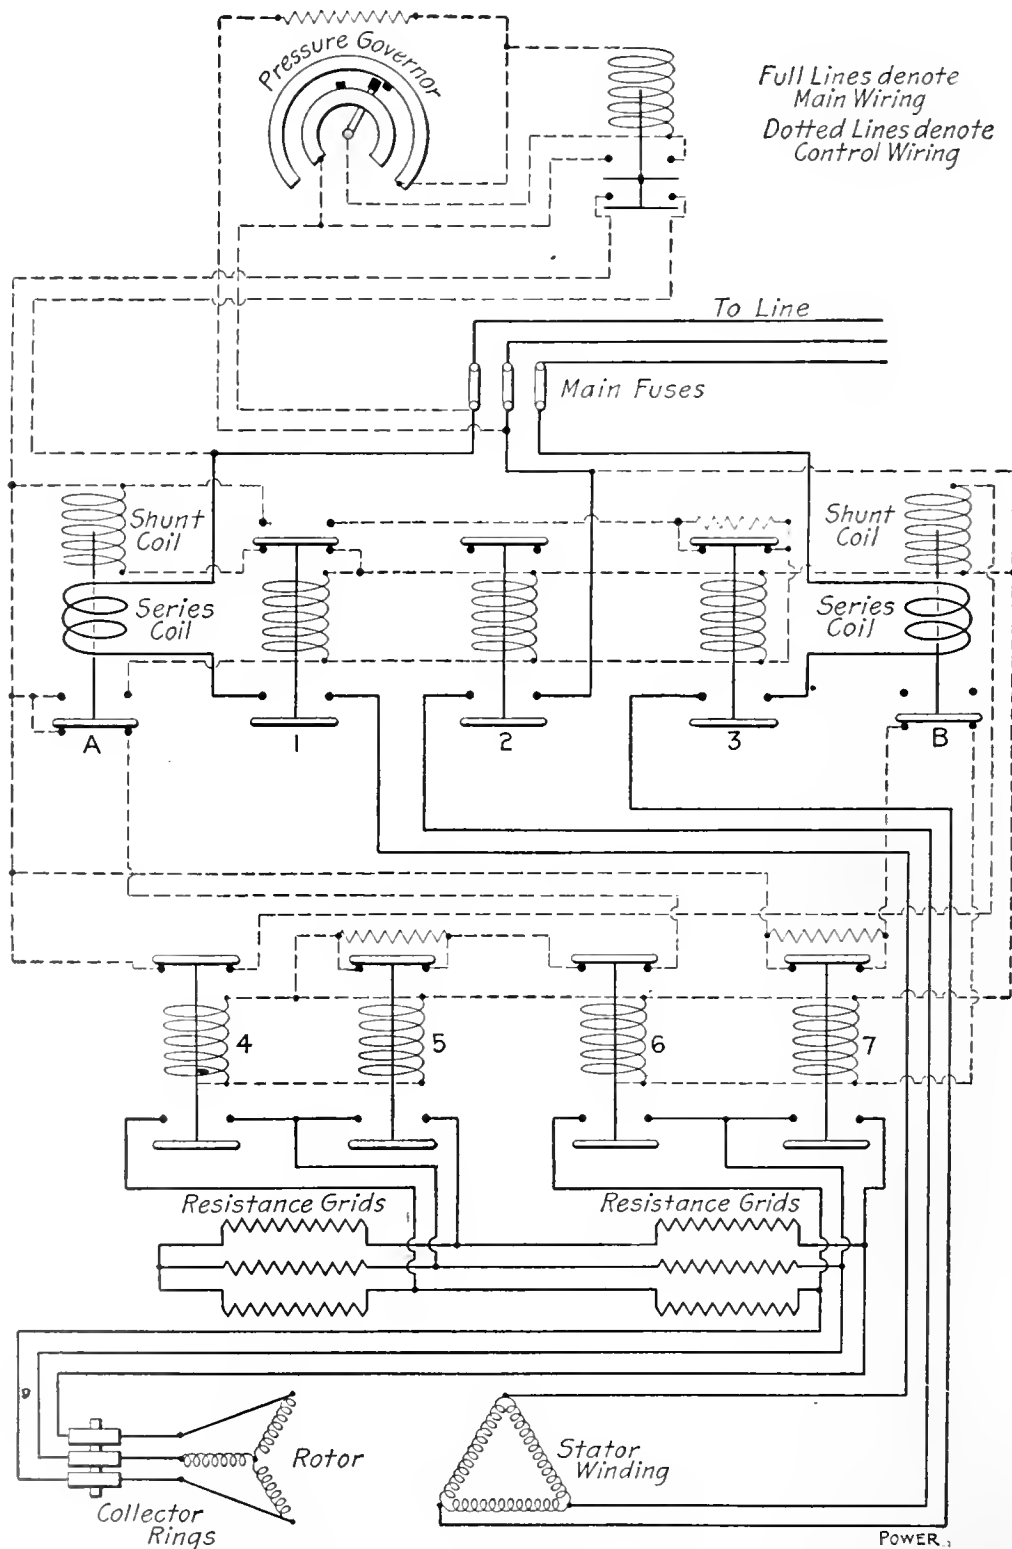 Pressure Governor
Full Lines denote
Main Wiring
Dotted Lines denote
Control Wiring
To Line
Main Fuses
Shunt
Coil
Shunt
Coil
Series
Coil
Series
Coil
A
1
2
3
B
4
5
6
7
Resistance Grids
Resistance Grids
Rotor
Stator
Winding
Collector
Rings
POWER